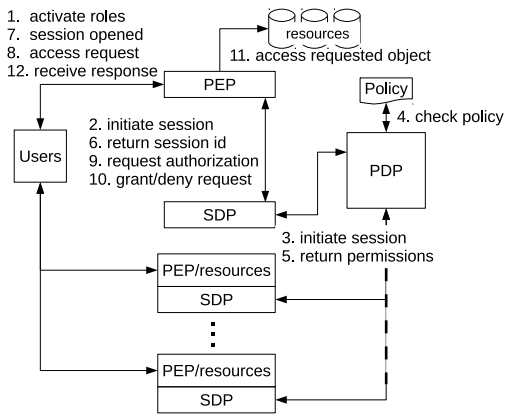 1. activate roles
7. session opened
8. access request
12. receive response
resources
11. access requested object
PEP
Policy
4. check policy
2. initiate session
6. return session id
9. request authorization
10. grant/deny request
Users
PDP
SDP
3. initiate session
5. return permissions
PEP/resources
SDP
PEP/resources
SDP